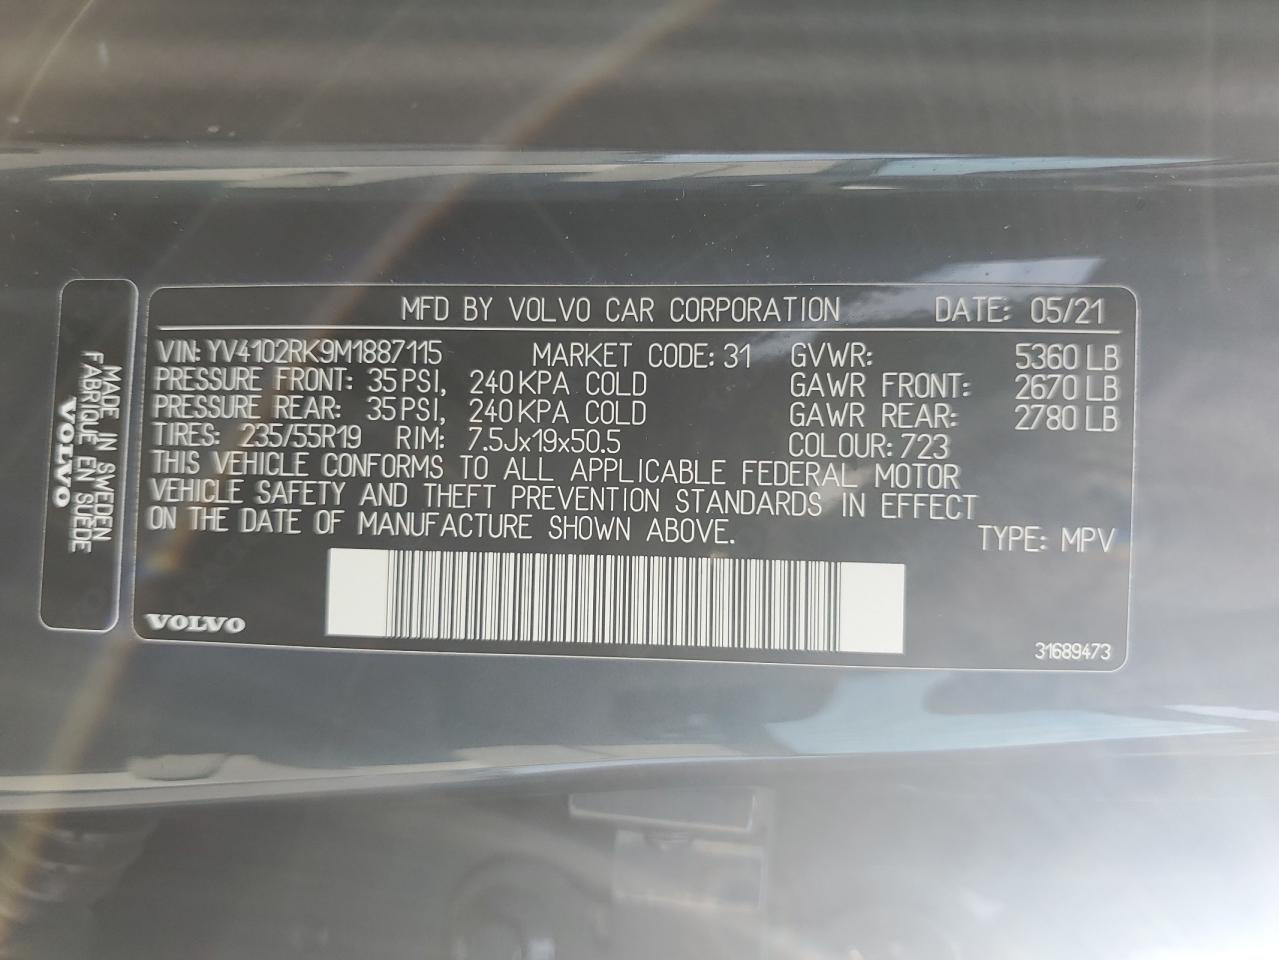 MFD BY VOLVO CAR CORPORATION DATE: 05/21
VIN: YV4102RK9M1887115 MARKET CODE: 31 GVWR: 5360 LB
PRESSURE FRONT: 35 PSI, 240 KPA COLD GAWR FRONT: 2670 LB
PRESSURE REAR: 35 PSI, 240 KPA COLD GAWR REAR: 2780 LB
TIRES: 235/55R19 RIM: 7.5Jx19x50.5 COLOUR: 723
THIS VEHICLE CONFORMS TO ALL APPLICABLE FEDERAL MOTOR
VEHICLE SAFETY AND THEFT PREVENTION STANDARDS IN EFFECT
ON THE DATE OF MANUFACTURE SHOWN ABOVE. TYPE: MPV
VOLVO
31689473
MADE IN SWEDEN
FABRIQUE EN SUÈDE
VOLVO